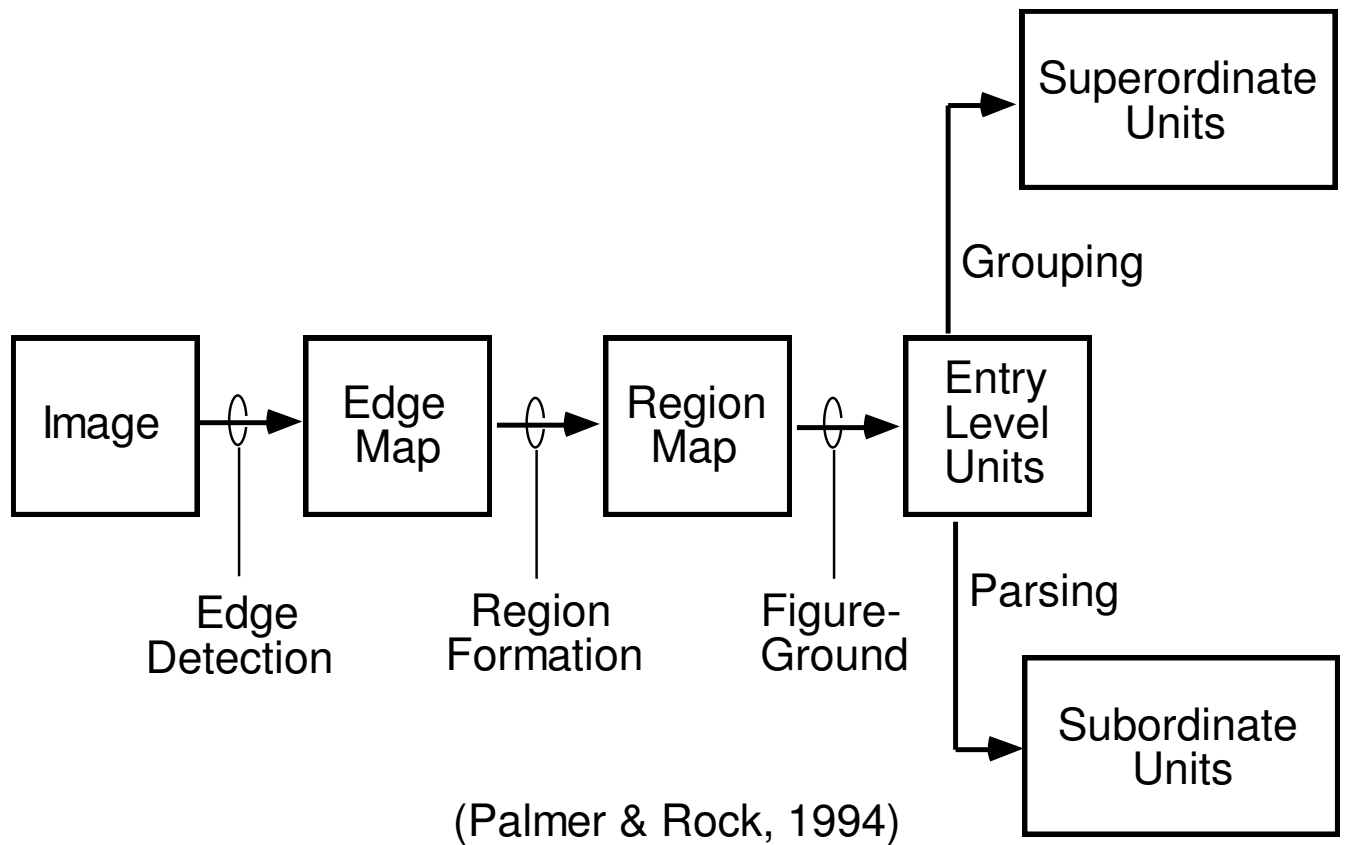 Superordinate
Units
Grouping
Image
Edge
Map
Region
Map
Entry
Level
Units
Edge
Detection
Region
Formation
Figure-
Ground
Parsing
Subordinate
Units
(Palmer & Rock, 1994)